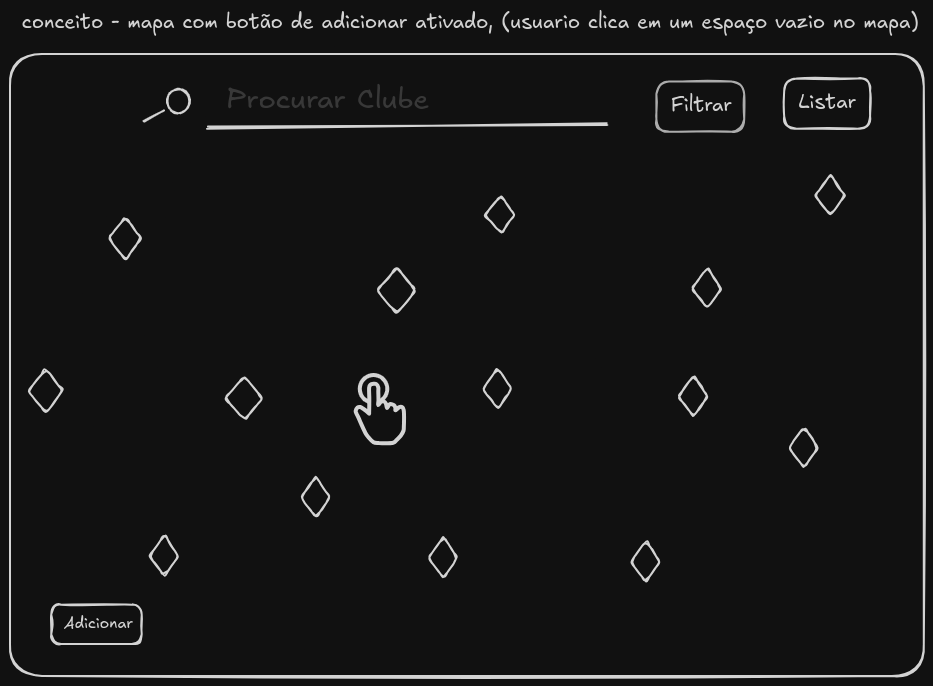 conceito - mapa com botão de adicionar ativado, (usuario clica em um espaço vazio no mapa)
Procurar Clube
Filtrar
Listar
Adicionar